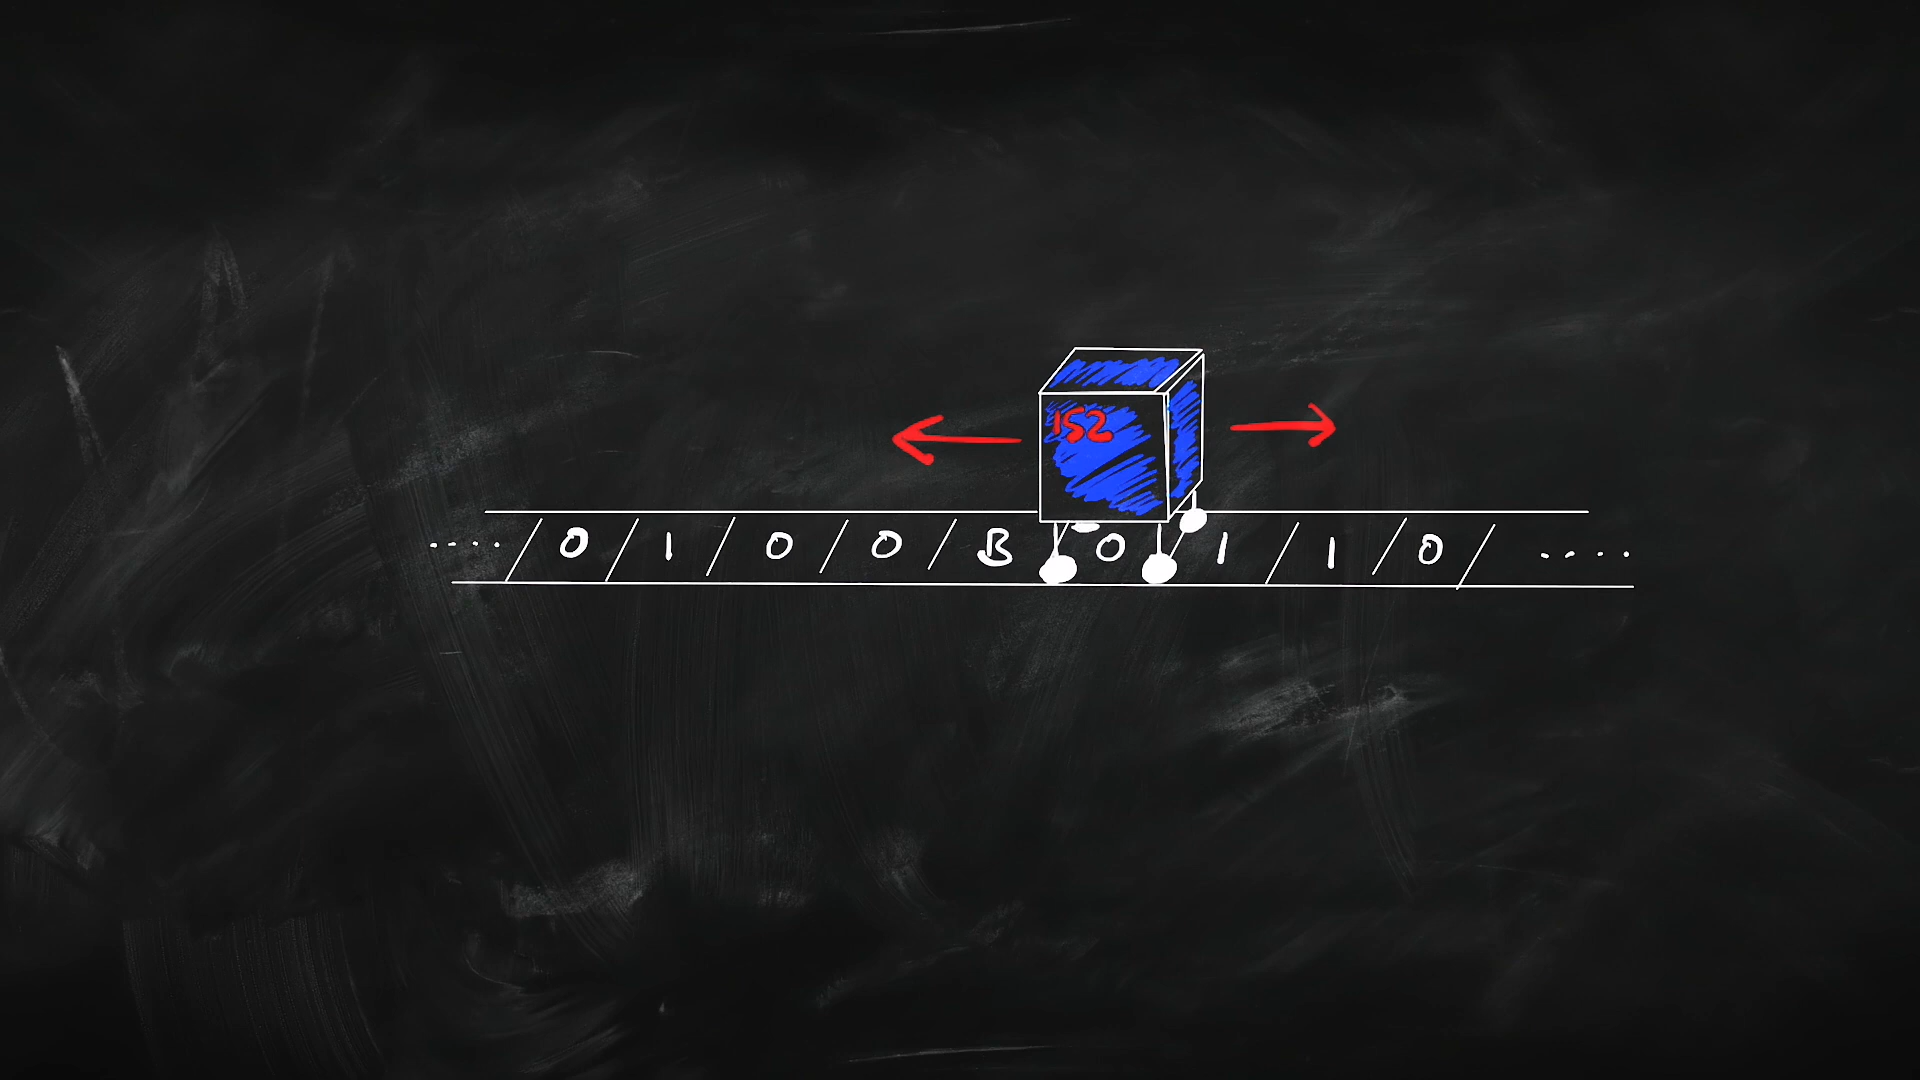 152
.... / 0 / 1 / 0 / 0 / B 0 / 1 / 1 / 0 / ....